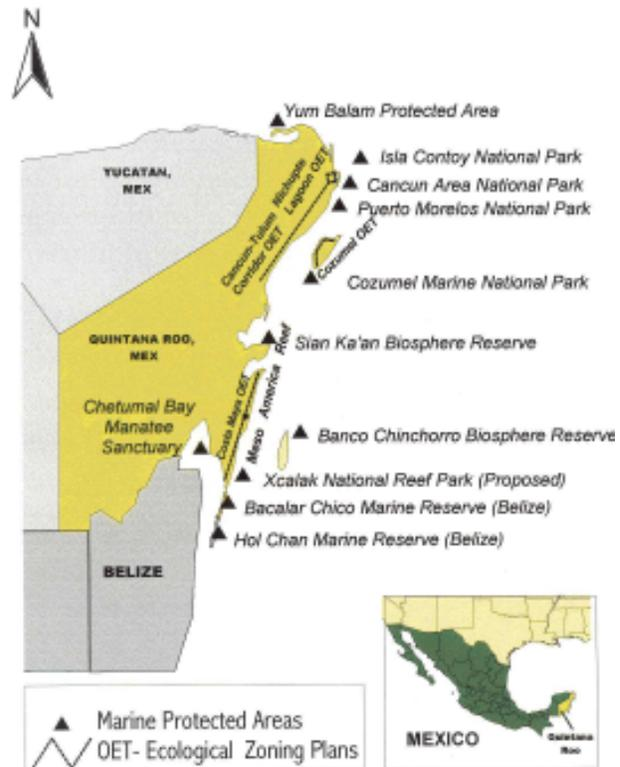 N
Yum Balam Protected Area
YUCATAN,
MEX
Isla Contoy National Park
Cancun Area National Park
Puerto Morelos National Park
Nichupte
Lagoon OET
Cancun-Tulum
Corridor OET
Cozumel OET
Cozumel Marine National Park
QUINTANA ROO,
MEX
Sian Ka'an Biosphere Reserve
Meso America Reef
Costa Maya OET
Chetumal Bay
Manatee
Sanctuary
Banco Chinchorro Biosphere Reserve
Xcalak National Reef Park (Proposed)
Bacalar Chico Marine Reserve (Belize)
Hol Chan Marine Reserve (Belize)
BELIZE
MEXICO
Quintana
Roo
Marine Protected Areas
OET- Ecological Zoning Plans